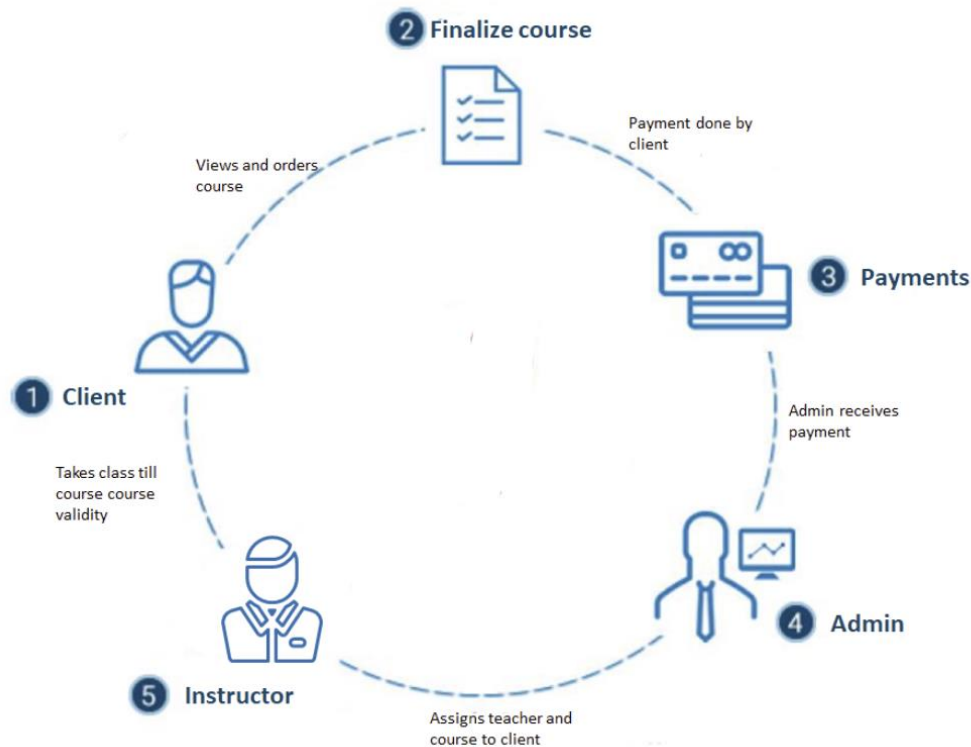 2 Finalize course
Views and orders
course
Payment done by
client
3 Payments
1 Client
Admin receives
payment
Takes class till
course course
validity
4 Admin
5 Instructor
Assigns teacher and
course to client